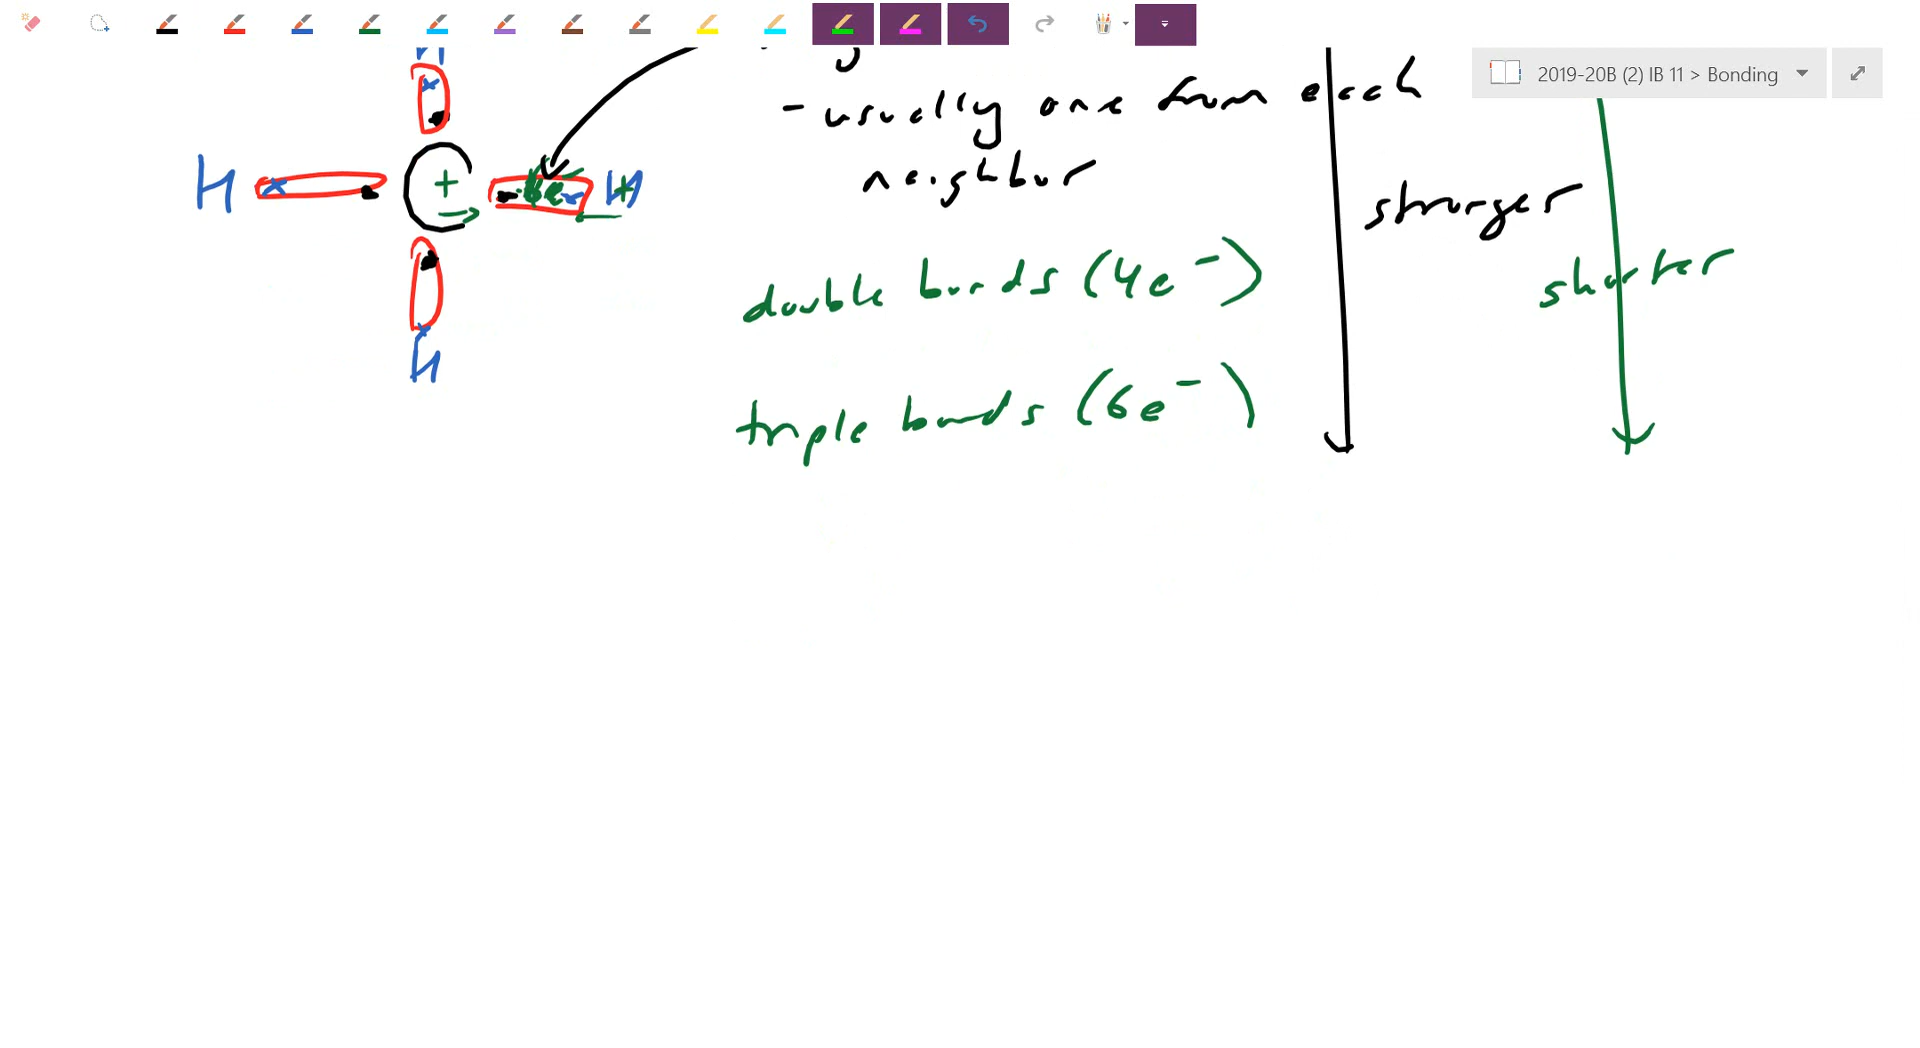 2019-20B (2) IB 11 > Bonding
H
- usually one from each
neighbor
H + 6e- H+
stronger
shorter
double bonds (4e⁻)
H
triple bonds (6e⁻)